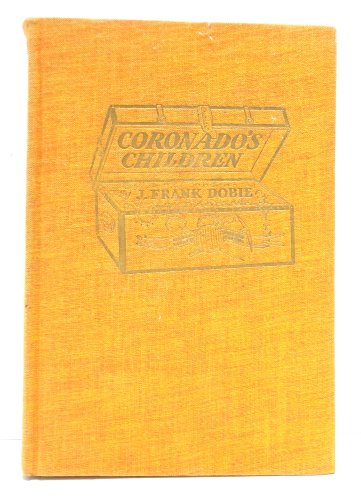 CORONADO'S
CHILDREN
By J. FRANK DOBIE